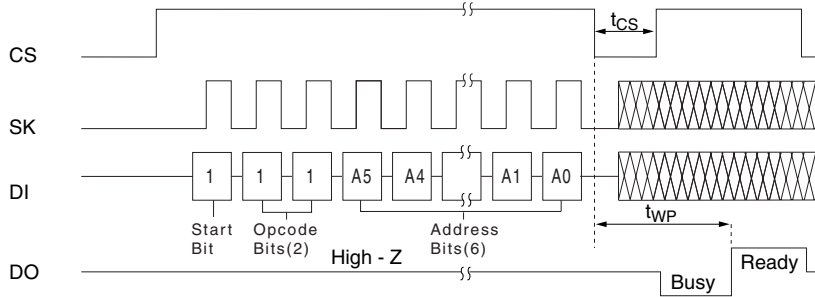 CS
tCS
SK
DI
1 1 1 A5 A4 A1 A0
Start
Bit
Opcode
Bits(2)
Address
Bits(6)
tWP
High - Z
DO
Busy
Ready